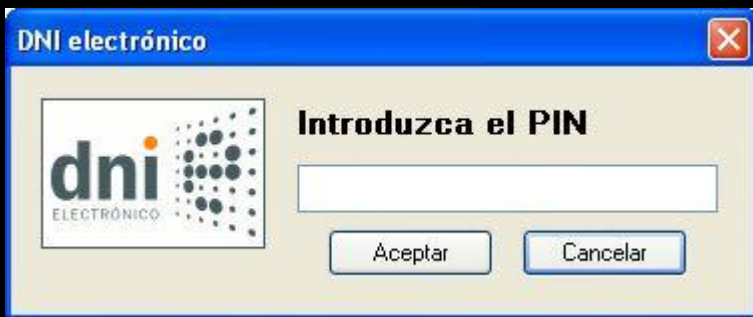 DNI electrónico
Introduzca el PIN
dni
ELECTRÓNICO
Aceptar
Cancelar